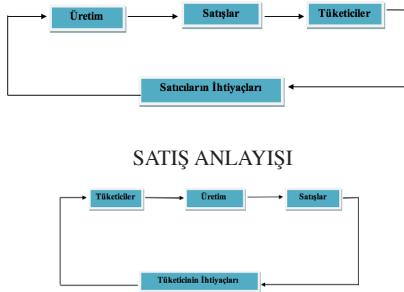 Üretim
Satışlar
Tüketiciler
Satıcıların İhtiyaçları
SATIŞ ANLAYIŞI
Tüketiciler
Üretim
Satışlar
Tüketicinin İhtiyaçları